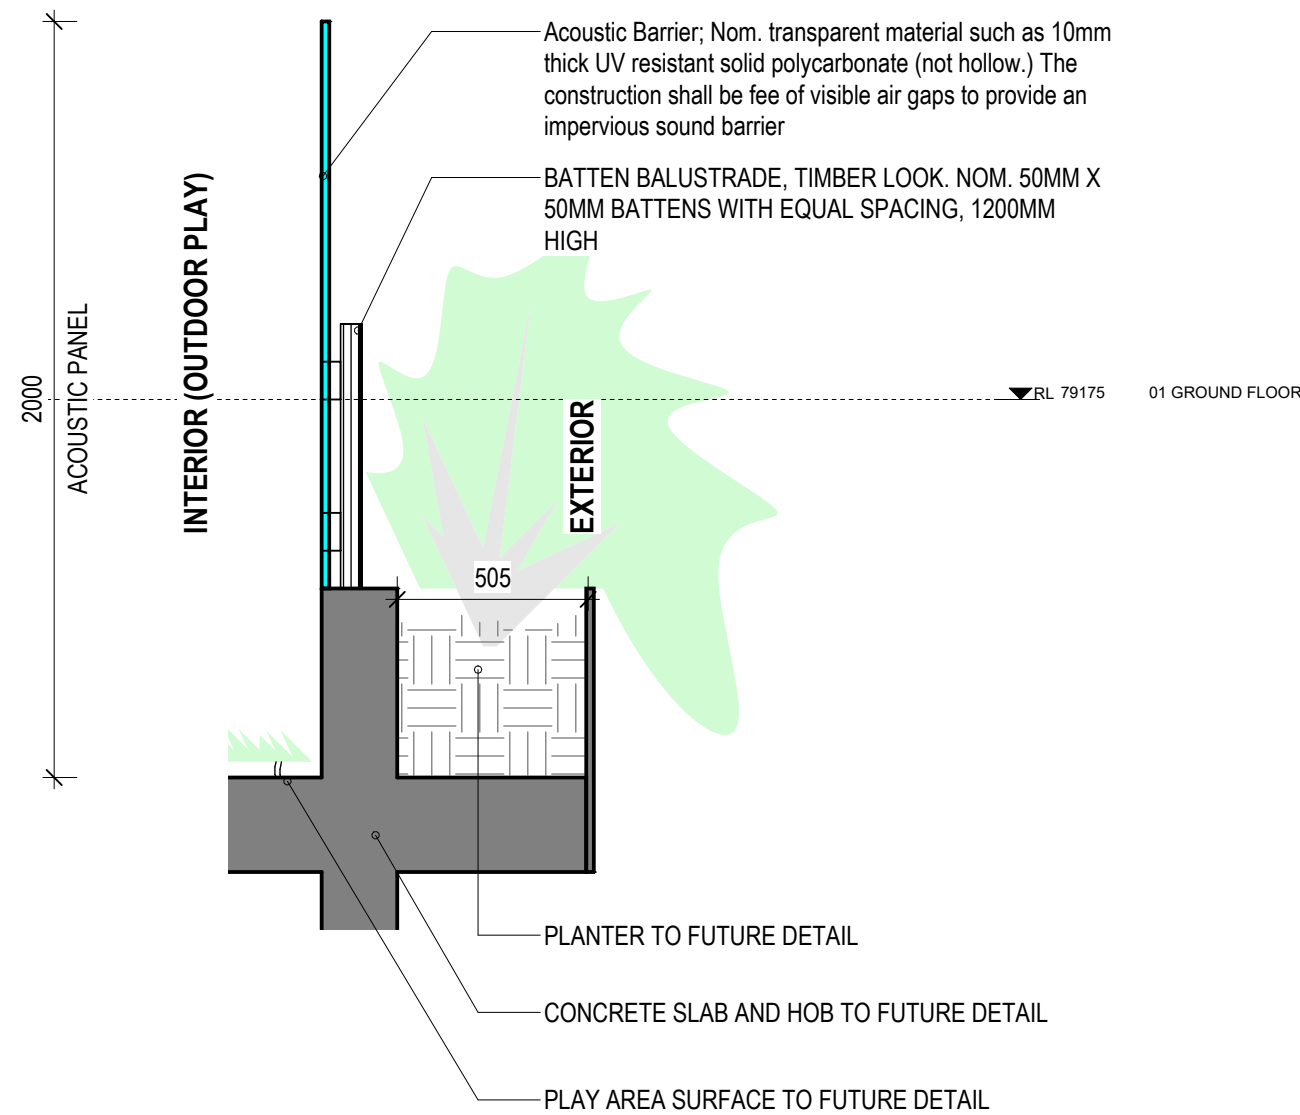 Acoustic Barrier; Nom. transparent material such as 10mm
thick UV resistant solid polycarbonate (not hollow.) The
construction shall be fee of visible air gaps to provide an
impervious sound barrier
BATTEN BALUSTRADE, TIMBER LOOK. NOM. 50MM X
50MM BATTENS WITH EQUAL SPACING, 1200MM
HIGH
2000
ACOUSTIC PANEL
INTERIOR (OUTDOOR PLAY)
EXTERIOR
RL 79175 01 GROUND FLOOR
505
PLANTER TO FUTURE DETAIL
CONCRETE SLAB AND HOB TO FUTURE DETAIL
PLAY AREA SURFACE TO FUTURE DETAIL